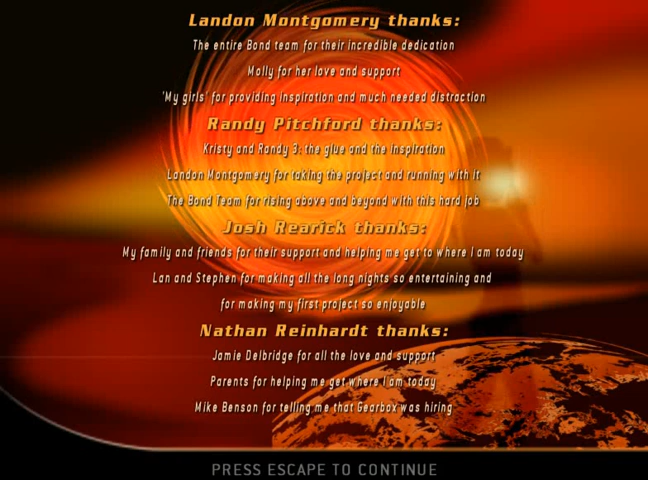 Landon Montgomery thanks:
The entire Bond team for their incredible dedication
Molly for her love and support
'My girls' for providing inspiration and much needed distraction
Randy Pitchford thanks:
Kristy and Randy 3; the glue and the inspiration
Landon Montgomery for taking the project and running with it
The Bond Team for rising above and beyond with this hard job
Josh Rearick thanks:
My family and friends for their support and helping me get to where I am today
Lan and Stephen for making all the long nights so entertaining and
for making my first project so enjoyable
Nathan Reinhardt thanks:
Jamie Delbridge for all the love and support
Parents for helping me get where I am today
Mike Benson for telling me that Gearbox was hiring
PRESS ESCAPE TO CONTINUE